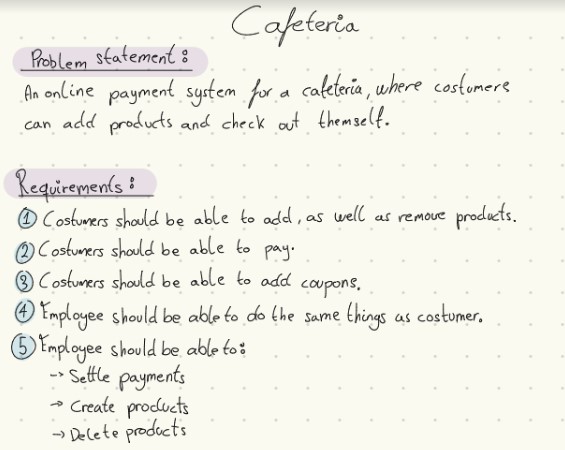 Cafeteria
Problem statement:
An online payment system for a cafeteria, where costumers
can add products and check out themself.
Requirements:
1 Costumers should be able to add, as well as remove products.
2 Costumers should be able to pay.
3 Costumers should be able to add coupons.
4 Employee should be able to do the same things as costumer.
5 Employee should be able to:
→ Settle payments
→ Create products
→ Delete products